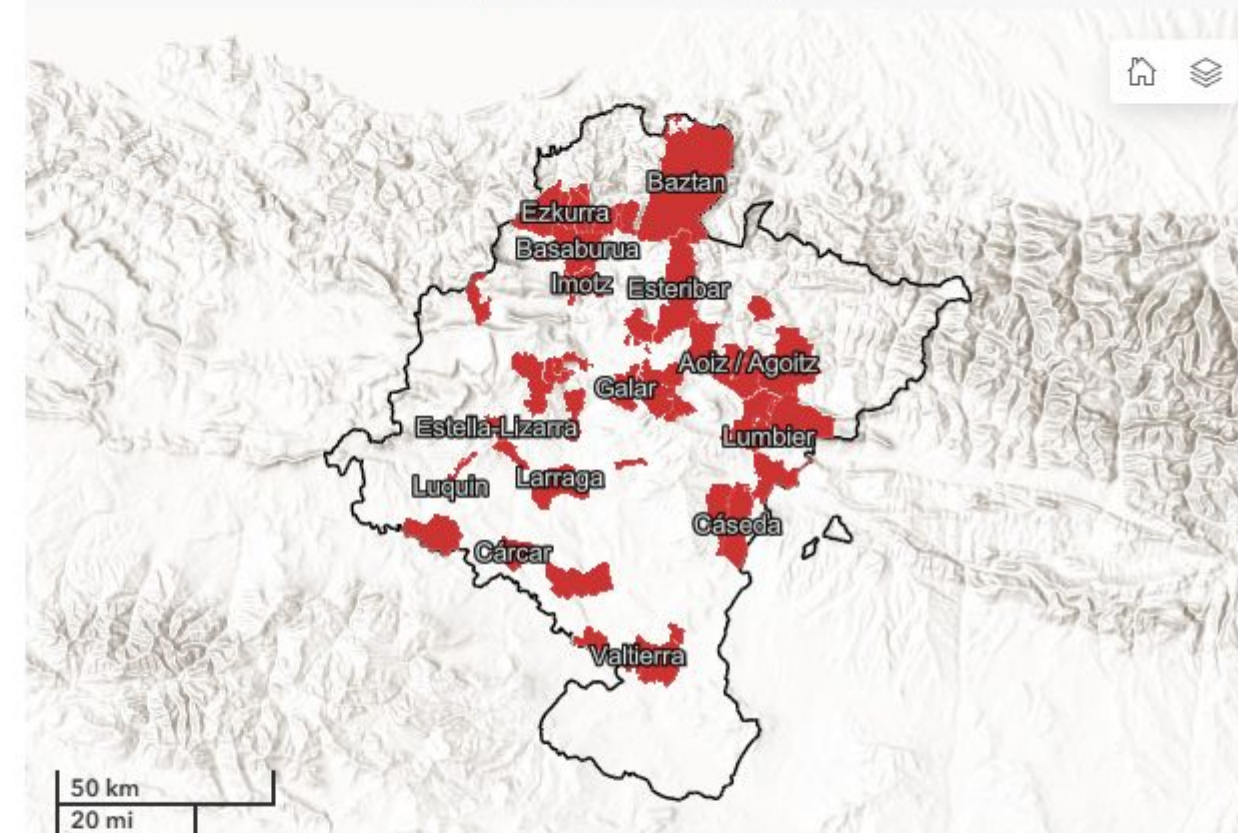 Baztan
Ezkurra
Basaburua
Imotz
Esteribar
Aoiz / Agoitz
Galar
Estella-Lizarra
Lumbier
Larraga
Luquin
Cáseda
Cárcar
Valtierra
50 km
20 mi